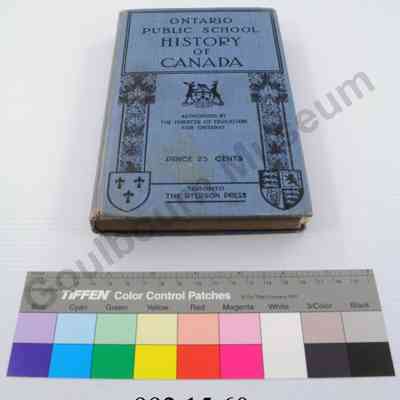 ONTARIO
PUBLIC SCHOOL
HISTORY
OF
CANADA
AUTHORIZED BY
THE MINISTER OF EDUCATION
FOR ONTARIO
PRICE 25 CENTS
TORONTO
THE RYERSON PRESS
Goulbourn Museum
TIFFEN Color Control Patches
Blue Cyan Green Yellow Red Magenta White 3/Color Black